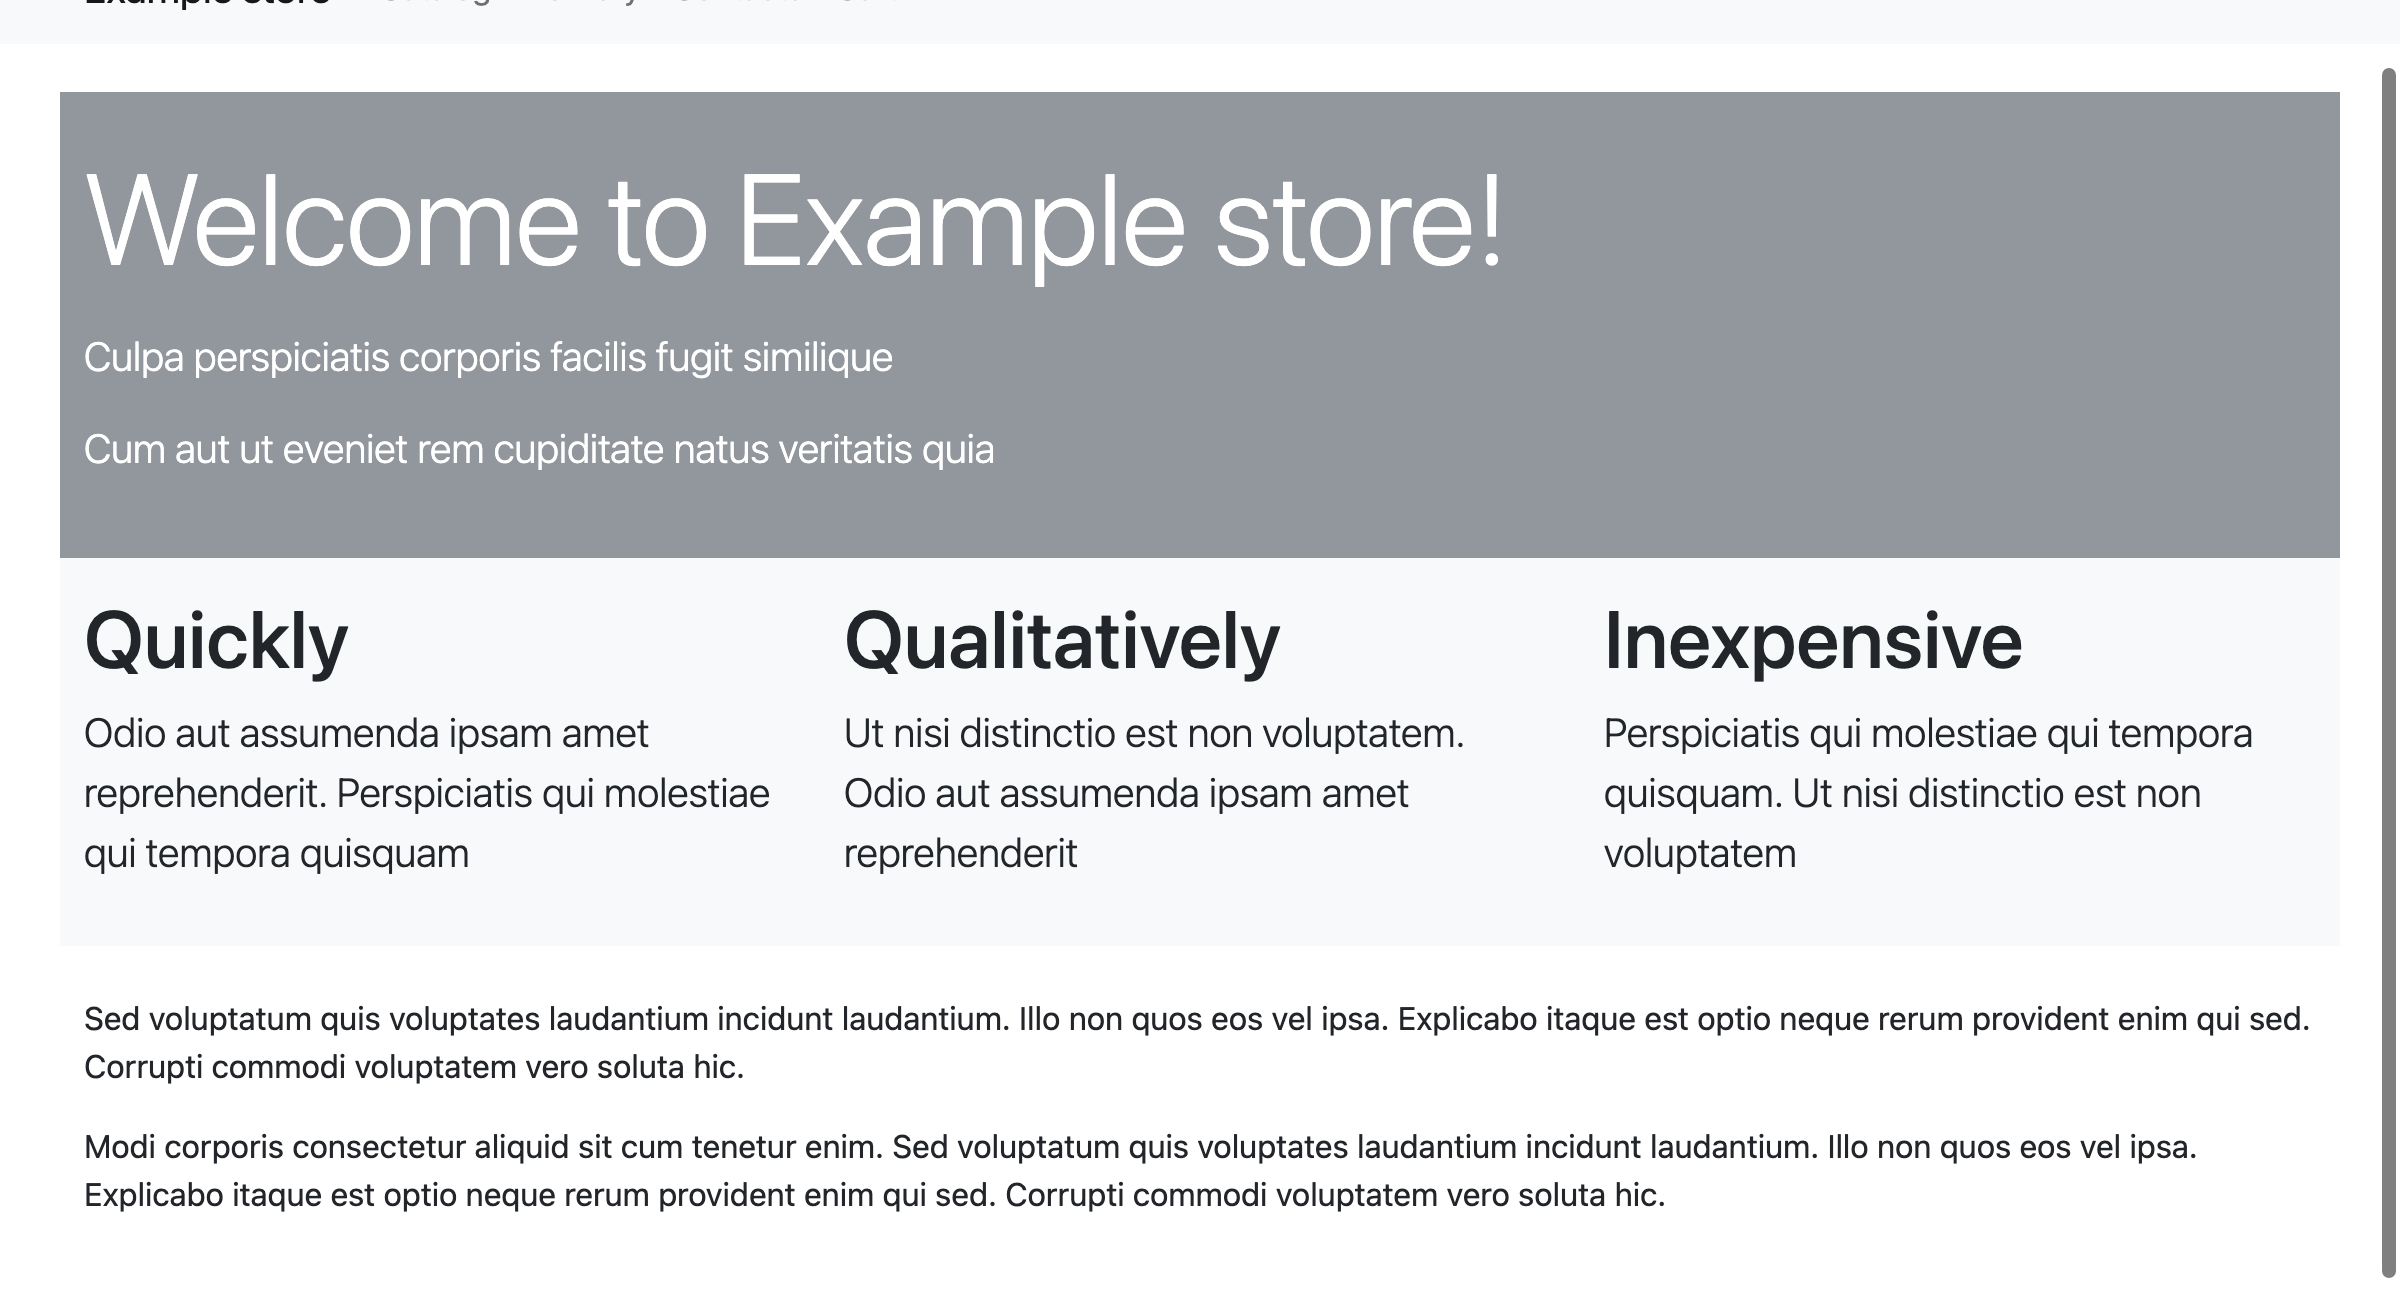 Example store
Welcome to Example store!
Culpa perspiciatis corporis facilis fugit similique
Cum aut ut eveniet rem cupiditate natus veritatis quia
Quickly
Odio aut assumenda ipsam amet
reprehenderit. Perspiciatis qui molestiae
qui tempora quisquam
Qualitatively
Ut nisi distinctio est non voluptatem.
Odio aut assumenda ipsam amet
reprehenderit
Inexpensive
Perspiciatis qui molestiae qui tempora
quisquam. Ut nisi distinctio est non
voluptatem
Sed voluptatum quis voluptates laudantium incidunt laudantium. Illo non quos eos vel ipsa. Explicabo itaque est optio neque rerum provident enim qui sed.
Corrupti commodi voluptatem vero soluta hic.
Modi corporis consectetur aliquid sit cum tenetur enim. Sed voluptatum quis voluptates laudantium incidunt laudantium. Illo non quos eos vel ipsa.
Explicabo itaque est optio neque rerum provident enim qui sed. Corrupti commodi voluptatem vero soluta hic.